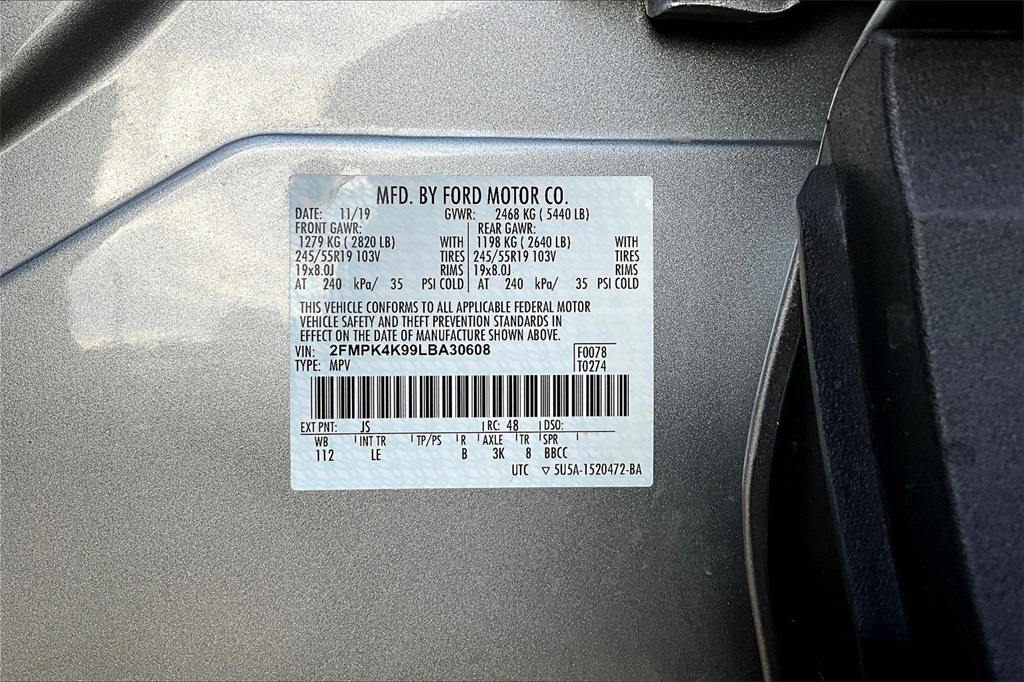 MFD. BY FORD MOTOR CO.
DATE: 11/19 GVWR: 2468 KG ( 5440 LB)
FRONT GAWR: REAR GAWR:
1279 KG ( 2820 LB) WITH 1198 KG ( 2640 LB) WITH
245/55R19 103V TIRES 245/55R19 103V TIRES
19x8.0J RIMS 19x8.0J RIMS
AT 240 kPa/ 35 PSI COLD AT 240 kPa/ 35 PSI COLD
THIS VEHICLE CONFORMS TO ALL APPLICABLE FEDERAL MOTOR
VEHICLE SAFETY AND THEFT PREVENTION STANDARDS IN
EFFECT ON THE DATE OF MANUFACTURE SHOWN ABOVE.
VIN: 2FMPK4K99LBA30608 F0078
TYPE: MPV T0274
EXT PNT: JS RC: 48 DSO:
WB INT TR TP/PS R AXLE TR SPR
112 LE B 3K 8 BBCC
UTC ▽ 5U5A-1520472-BA